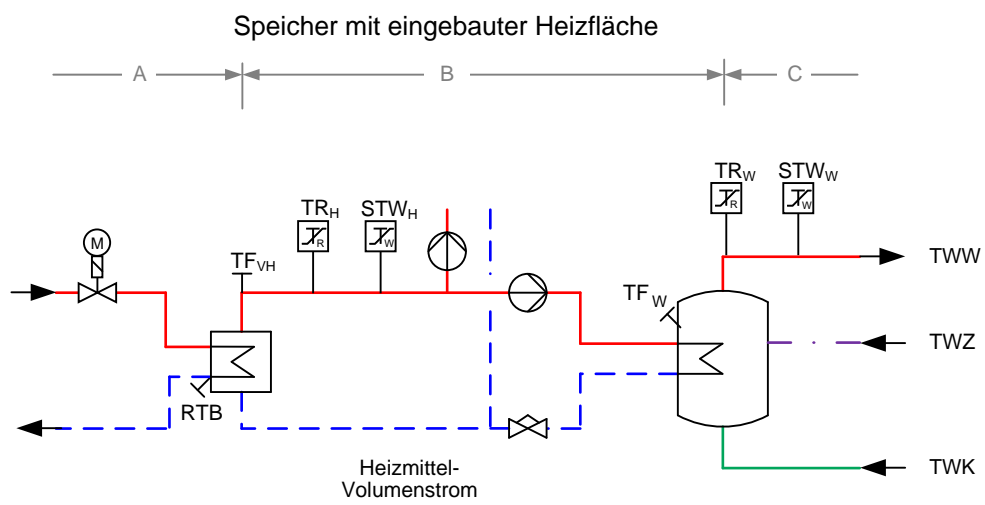 Speicher mit eingebauter Heizfläche
A
B
C
TR_W
STW_W
R
W
TR_H
STW_H
R
W
M
TF_VH
TWW
TF_W
TWZ
RTB
TWK
Heizmittel-
Volumenstrom